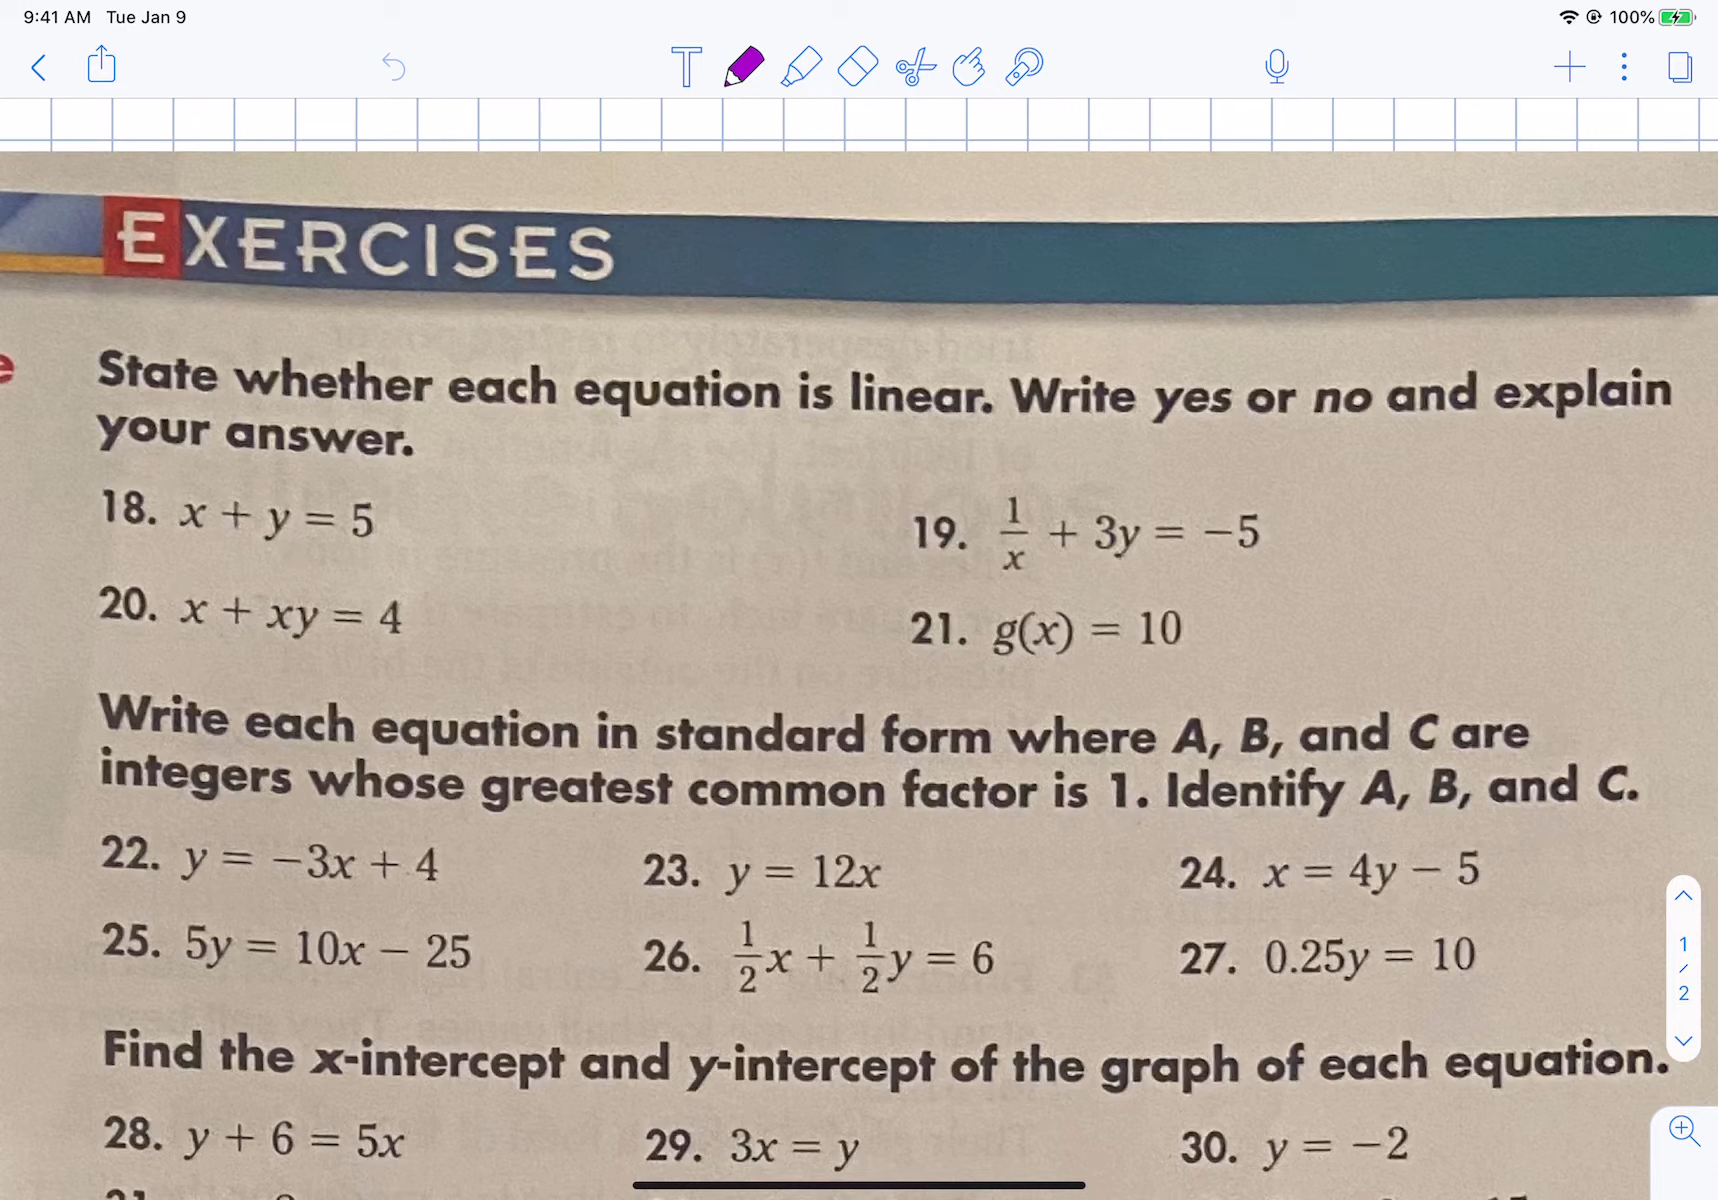 9:41 AM Tue Jan 9
100%
EXERCISES
State whether each equation is linear. Write yes or no and explain
your answer.
18. x + y = 5
19. 1/x + 3y = −5
20. x + xy = 4
21. g(x) = 10
Write each equation in standard form where A, B, and C are
integers whose greatest common factor is 1. Identify A, B, and C.
22. y = −3x + 4
23. y = 12x
24. x = 4y − 5
25. 5y = 10x − 25
26. 1/2x + 1/2y = 6
27. 0.25y = 10
1
/
2
Find the x-intercept and y-intercept of the graph of each equation.
28. y + 6 = 5x
29. 3x = y
30. y = −2